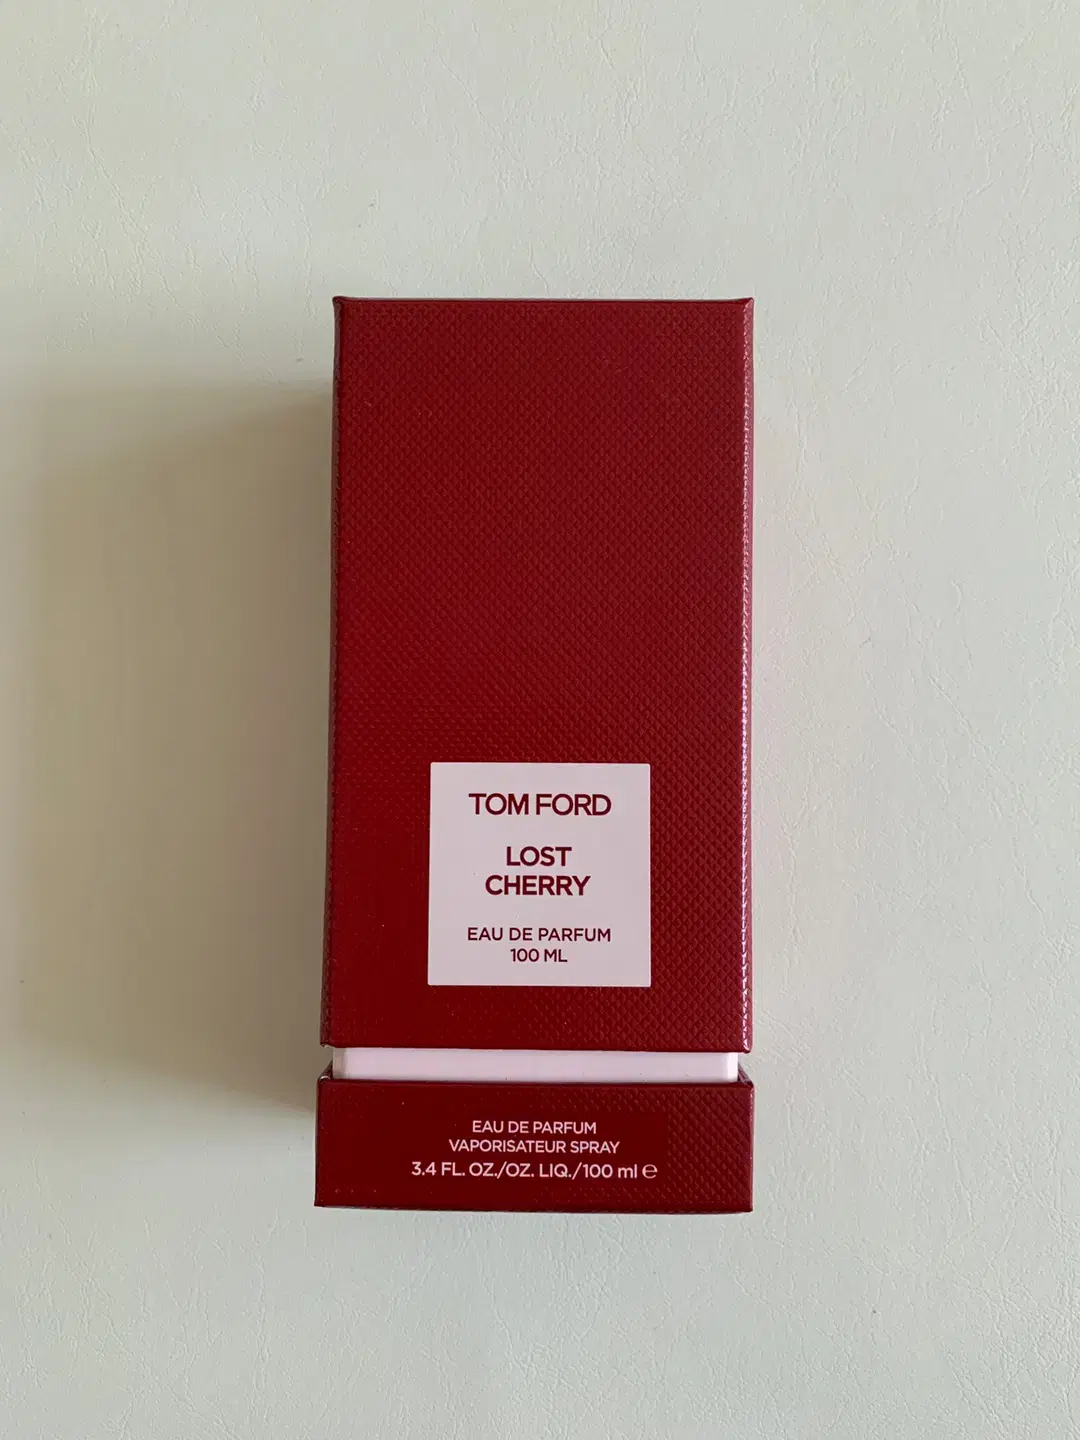 TOM FORD
LOST
CHERRY
EAU DE PARFUM
100 ML
EAU DE PARFUM
VAPORISATEUR SPRAY
3.4 FL. OZ./OZ. LIQ./100 ml ℮